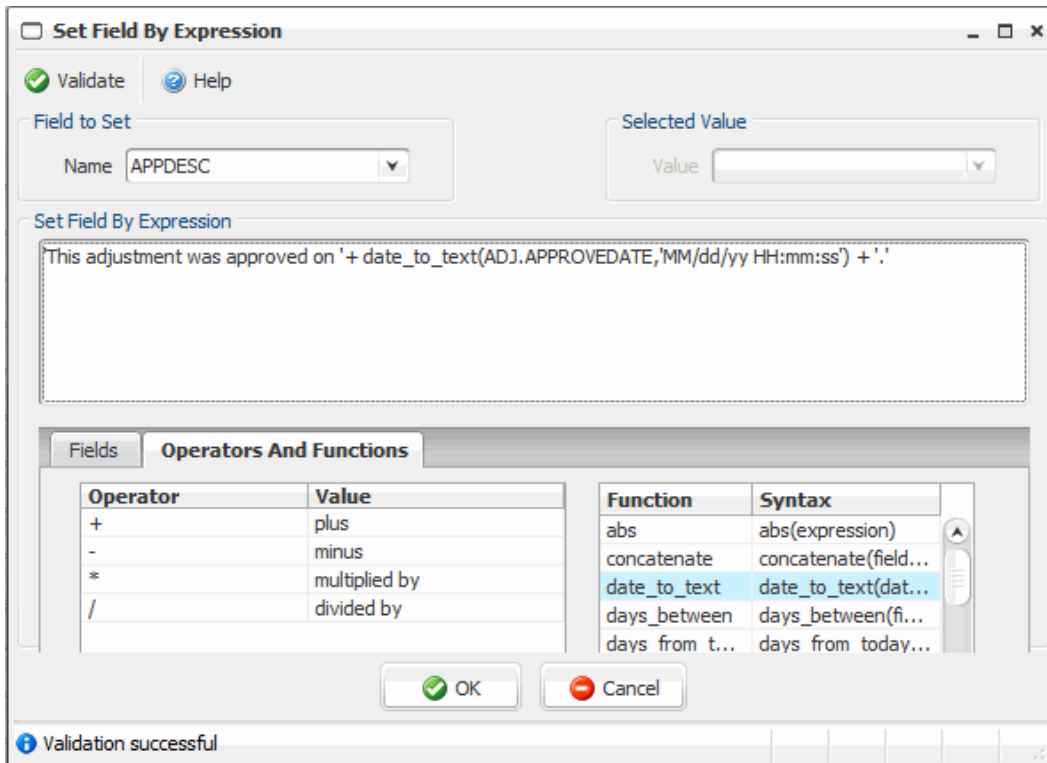 Set Field By Expression
Validate Help
Field to Set Selected Value
Name APPDESC Value
Set Field By Expression
'This adjustment was approved on '+ date_to_text(ADJ.APPROVEDATE,'MM/dd/yy HH:mm:ss') + '.'
Fields Operators And Functions
Operator Value Function Syntax
+ plus abs abs(expression)
- minus concatenate concatenate(field...
* multiplied by date_to_text date_to_text(dat...
/ divided by days_between days_between(fi...
days_from_t... days_from_today...
OK Cancel
Validation successful